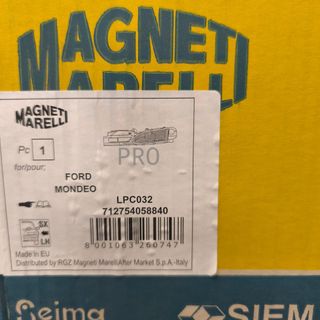 MAGNETI
MARELLI
MAGNETI
MARELLI
Pc 1
for/pour:
PRO
FORD
MONDEO
LPC032
712754058840
SX
LH
8 001063 260747
Made in EU
Distributed by RGZ Magneti Marelli After Market S.p.A.-Italy
SIEM